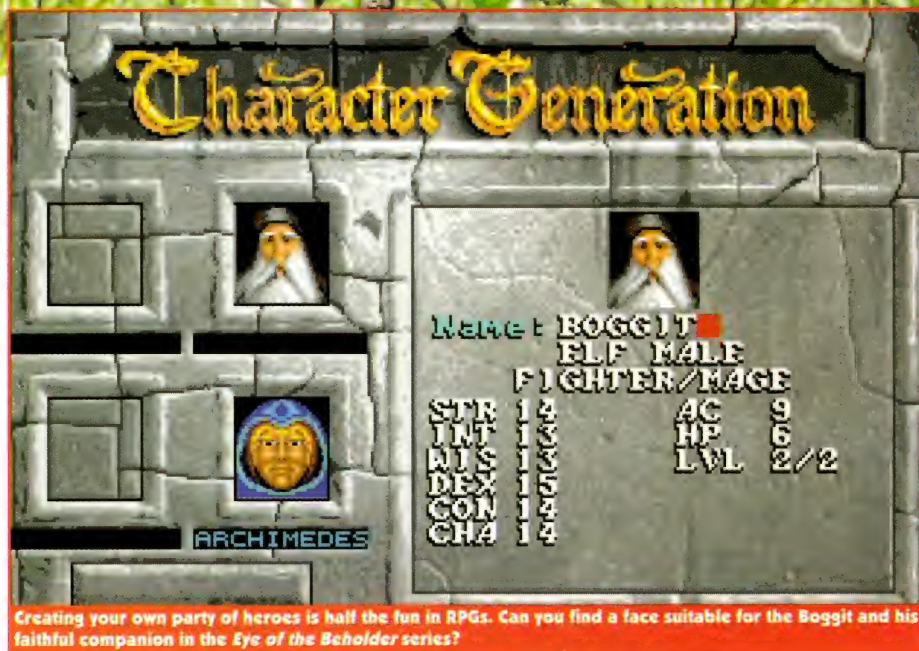 Character Generation
Name: BOGGIT
ELF MALE
FIGHTER/MAGE
STR 14 AC 9
INT 13 HP 6
WIS 13 LVL 2/2
DEX 15
CON 14
CHA 14
ARCHIMEDES
Creating your own party of heroes is half the fun in RPGs. Can you find a face suitable for the Boggit and his
faithful companion in the Eye of the Beholder series?